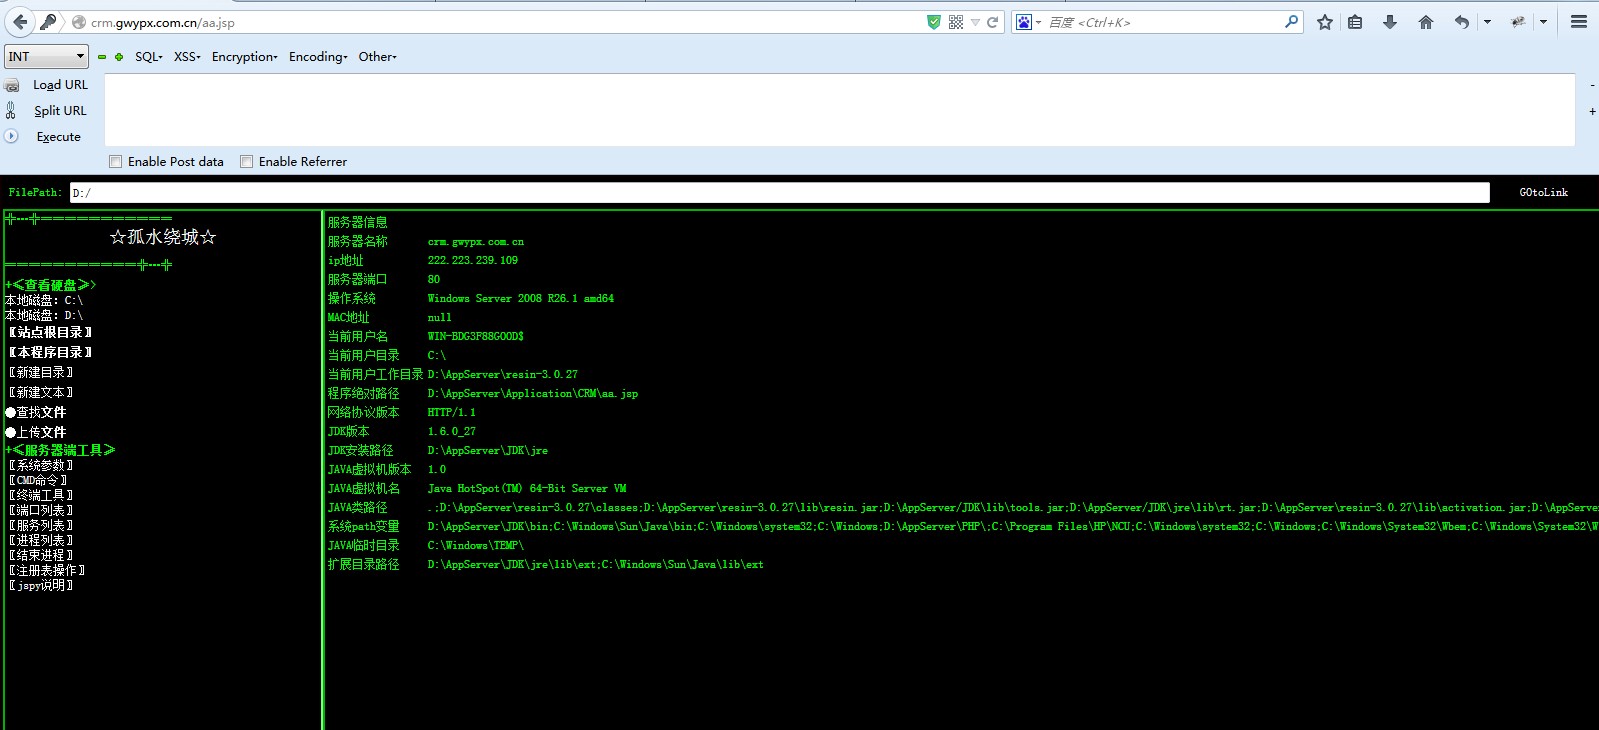 crm.gwypx.com.cn/aa.jsp
百度 <Ctrl+K>
INT
SQL
XSS
Encryption
Encoding
Other
Load URL
Split URL
Execute
-
+
Enable Post data
Enable Referrer
FilePath:
D:/
GOtoLink
╬---╬════════════
☆孤水绕城☆
════════════╬---╬
+≪查看硬盘≫>
本地磁盘：C:\
本地磁盘：D:\
〖站点根目录〗
〖本程序目录〗
〖新建目录〗
〖新建文本〗
●查找文件
●上传文件
+≪服务器端工具≫
〖系统参数〗
〖CMD命令〗
〖终端工具〗
〖端口列表〗
〖服务列表〗
〖进程列表〗
〖结束进程〗
〖注册表操作〗
〖jspy说明〗
服务器信息
服务器名称 crm.gwypx.com.cn
ip地址 222.223.239.109
服务器端口 80
操作系统 Windows Server 2008 R26.1 amd64
MAC地址 null
当前用户名 WIN-BDG3F88GOOD$
当前用户目录 C:\
当前用户工作目录 D:\AppServer\resin-3.0.27
程序绝对路径 D:\AppServer\Application\CRM\aa.jsp
网络协议版本 HTTP/1.1
JDK版本 1.6.0_27
JDK安装路径 D:\AppServer\JDK\jre
JAVA虚拟机版本 1.0
JAVA虚拟机名 Java HotSpot(TM) 64-Bit Server VM
JAVA类路径 .;D:\AppServer\resin-3.0.27\classes;D:\AppServer\resin-3.0.27\lib\resin.jar;D:\AppServer/JDK\lib\tools.jar;D:\AppServer/JDK\jre\lib\rt.jar;D:\AppServer\resin-3.0.27\lib\activation.jar;D:\AppServer
系统path变量 D:\AppServer\JDK\bin;C:\Windows\Sun\Java\bin;C:\Windows\system32;C:\Windows;D:\AppServer\PHP\;C:\Program Files\HP\NCU;C:\Windows\system32;C:\Windows;C:\Windows\System32\Wbem;C:\Windows\System32\W
JAVA临时目录 C:\Windows\TEMP\
扩展目录路径 D:\AppServer\JDK\jre\lib\ext;C:\Windows\Sun\Java\lib\ext